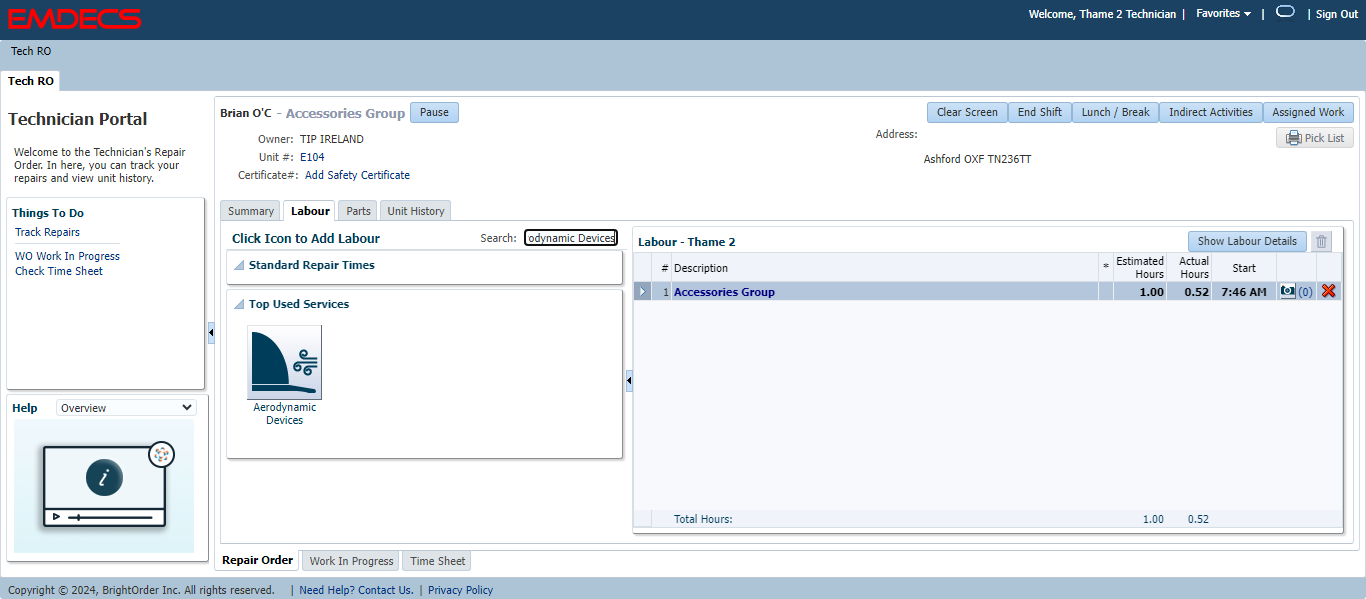 EMDECS
Welcome, Thame 2 Technician | Favorites | | Sign Out
Tech RO
Tech RO
Technician Portal
Welcome to the Technician's Repair
Order. In here, you can track your
repairs and view unit history.
Things To Do
Track Repairs
WO Work In Progress
Check Time Sheet
Help Overview
i
Brian O'C - Accessories Group Pause
Clear Screen End Shift Lunch / Break Indirect Activities Assigned Work
Owner: TIP IRELAND
Unit #: E104
Certificate#: Add Safety Certificate
Address:
Pick List
Ashford OXF TN236TT
Summary Labour Parts Unit History
Click Icon to Add Labour Search: odynamic Devices
Standard Repair Times
Top Used Services
Aerodynamic
Devices
Labour - Thame 2 Show Labour Details
# Description * Estimated Hours Actual Hours Start
1 Accessories Group 1.00 0.52 7:46 AM (0)
Total Hours: 1.00 0.52
Repair Order Work In Progress Time Sheet
Copyright © 2024, BrightOrder Inc. All rights reserved. | Need Help? Contact Us. | Privacy Policy